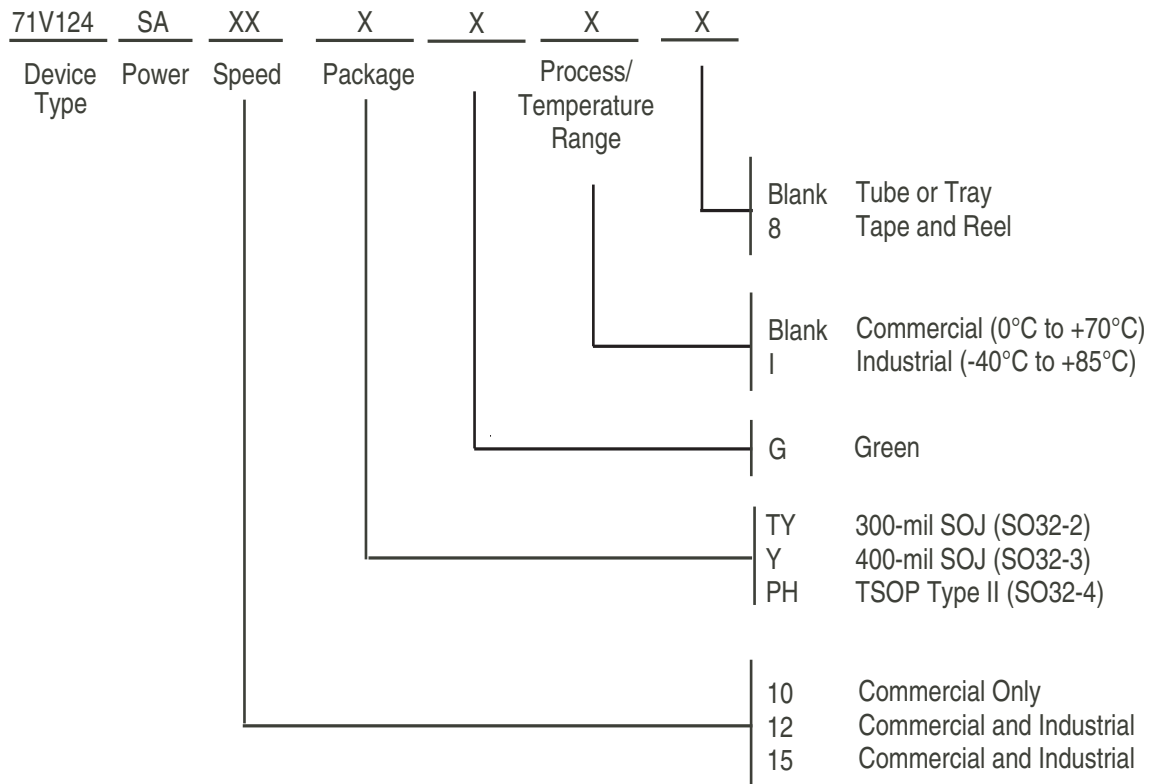 71V124 SA XX X X X X
Device Type Power Speed Package Process/ Temperature Range
Blank Tube or Tray
8 Tape and Reel
Blank Commercial (0°C to +70°C)
I Industrial (-40°C to +85°C)
G Green
TY 300-mil SOJ (SO32-2)
Y 400-mil SOJ (SO32-3)
PH TSOP Type II (SO32-4)
10 Commercial Only
12 Commercial and Industrial
15 Commercial and Industrial